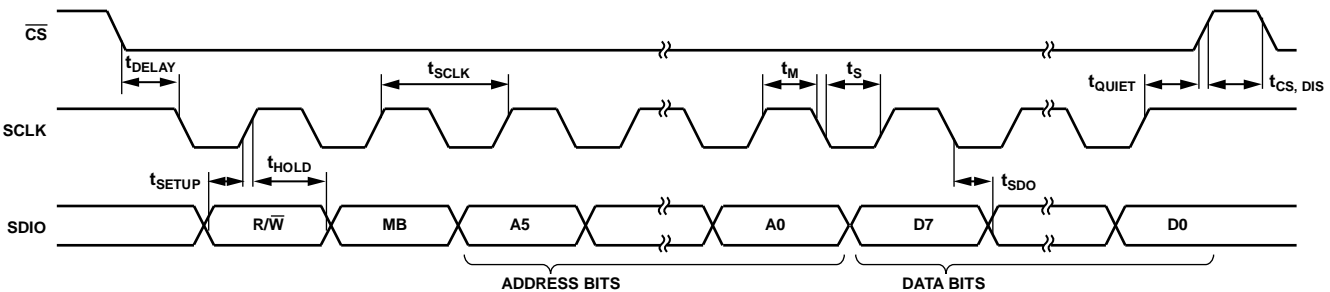 CS
tDELAY
tSCLK
tM
tS
tQUIET
tCS, DIS
SCLK
tSETUP
tHOLD
tSDO
SDIO
R/W
MB
A5
A0
D7
D0
ADDRESS BITS
DATA BITS